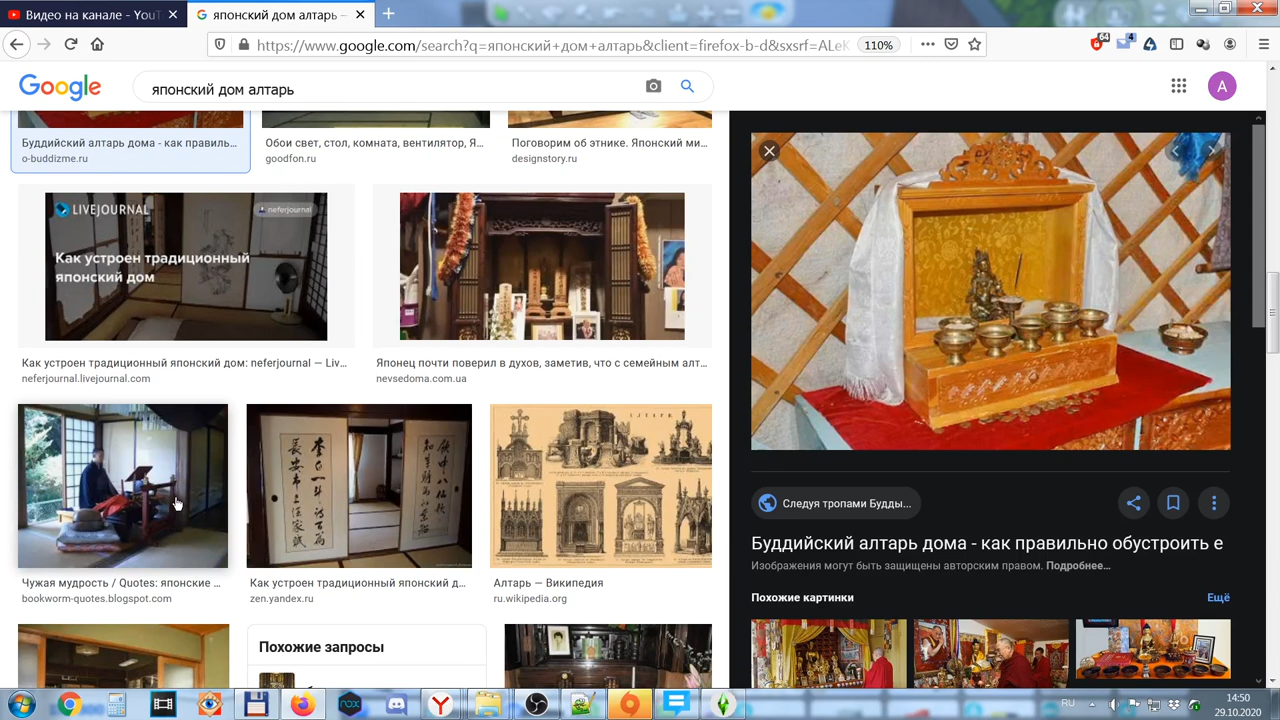 Видео на канале - YouT
японский дом алтарь –
https://www.google.com/search?q=японский+дом+алтарь&client=firefox-b-d&sxsrf=ALeK
110%
64
4
Google
японский дом алтарь
A
Буддийский алтарь дома - как правиль...
o-buddizme.ru
Обои свет, стол, комната, вентилятор, Я...
goodfon.ru
Поговорим об этнике. Японский ми...
designstory.ru
LIVEJOURNAL
neferjournal
Как устроен традиционный
японский дом
Как устроен традиционный японский дом: neferjournal — Liv...
neferjournal.livejournal.com
Японец почти поверил в духов, заметив, что с семейным алт...
nevsedoma.com.ua
АЛТАРЬ
Чужая мудрость / Quotes: японские ...
bookworm-quotes.blogspot.com
Как устроен традиционный японский д...
zen.yandex.ru
Алтарь — Википедия
ru.wikipedia.org
Похожие запросы
Следуя тропами Будды...
Буддийский алтарь дома - как правильно обустроить е
Изображения могут быть защищены авторским правом. Подробнее...
Похожие картинки
Ещё
nox
RU
14:50
29.10.2020